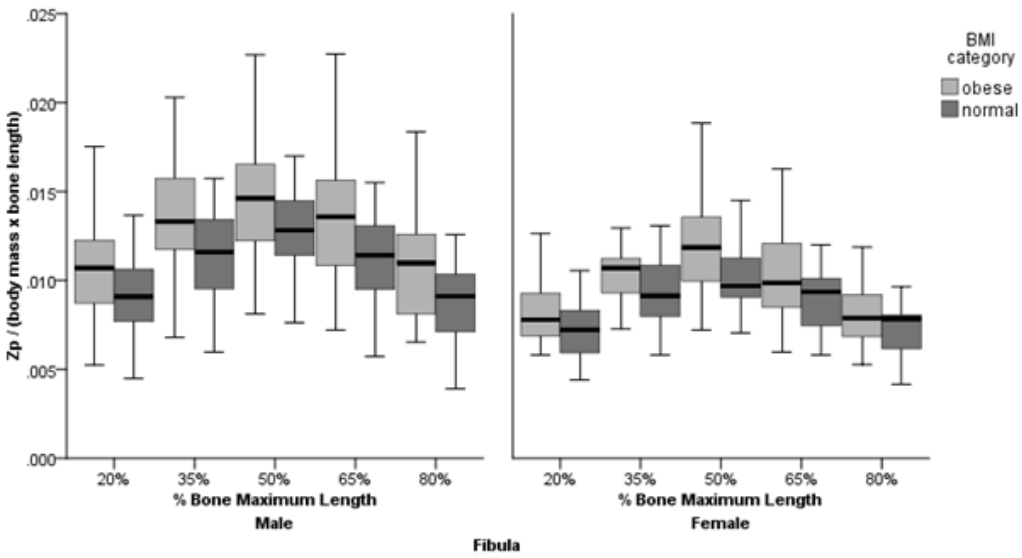 Zp / (body mass x bone length)
.025
.020
.015
.010
.005
.000
20% 35% 50% 65% 80%
% Bone Maximum Length
Male
20% 35% 50% 65% 80%
% Bone Maximum Length
Female
Fibula
BMI
category
obese
normal